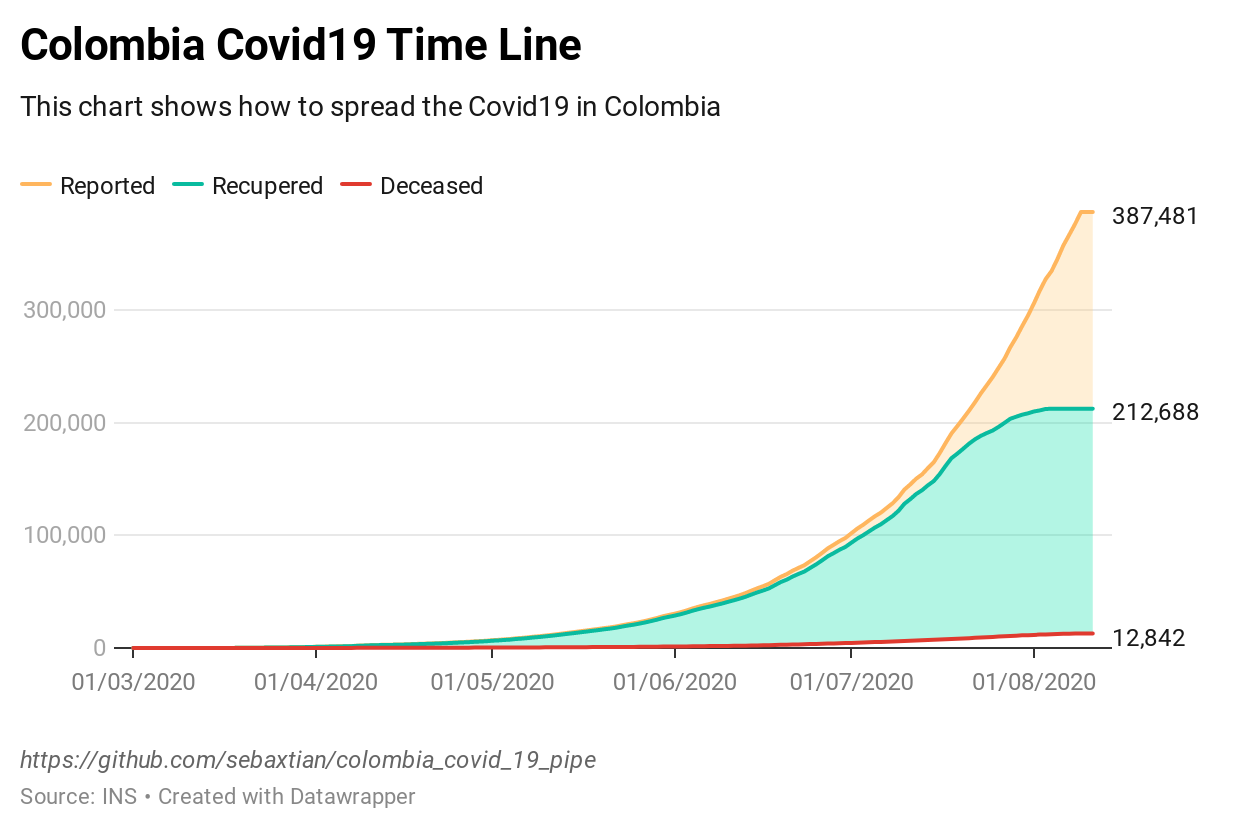 Colombia Covid19 Time Line
This chart shows how to spread the Covid19 in Colombia
Reported Recupered Deceased
387,481
300,000
212,688
200,000
100,000
12,842
0
01/03/2020 01/04/2020 01/05/2020 01/06/2020 01/07/2020 01/08/2020
https://github.com/sebaxtian/colombia_covid_19_pipe
Source: INS • Created with Datawrapper